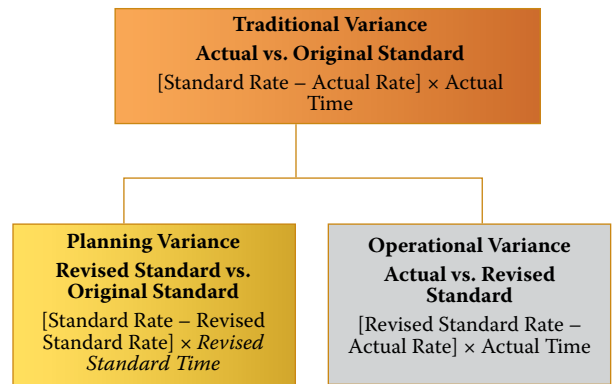 Traditional Variance
Actual vs. Original Standard
[Standard Rate – Actual Rate] × Actual
Time
Planning Variance
Revised Standard vs.
Original Standard
[Standard Rate – Revised
Standard Rate] × Revised
Standard Time
Operational Variance
Actual vs. Revised
Standard
[Revised Standard Rate –
Actual Rate] × Actual Time